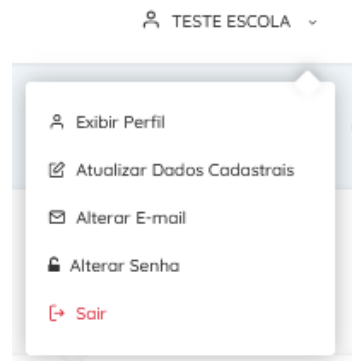 TESTE ESCOLA
Exibir Perfil
Atualizar Dados Cadastrais
Alterar E-mail
Alterar Senha
Sair